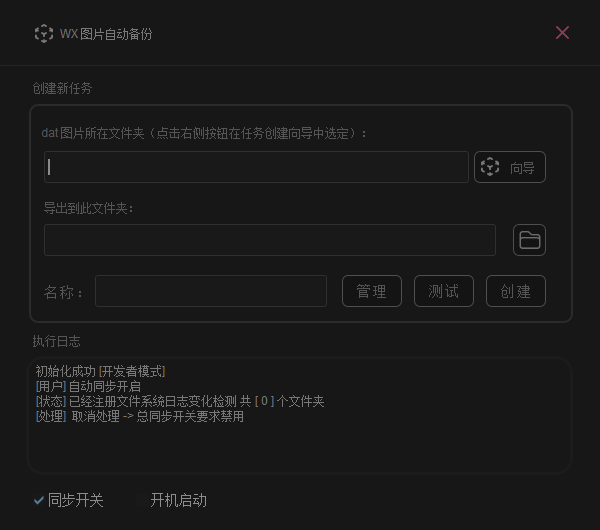 WX图片自动备份
创建新任务
dat图片所在文件夹（点击右侧按钮在任务创建向导中选定）：
向导
导出到此文件夹：
名称：
管理
测试
创建
执行日志
初始化成功 [开发者模式]
[用户] 自动同步开启
[状态] 已经注册文件系统日志变化检测 共 [ 0 ] 个文件夹
[处理]  取消处理 -> 总同步开关要求禁用
同步开关
开机启动